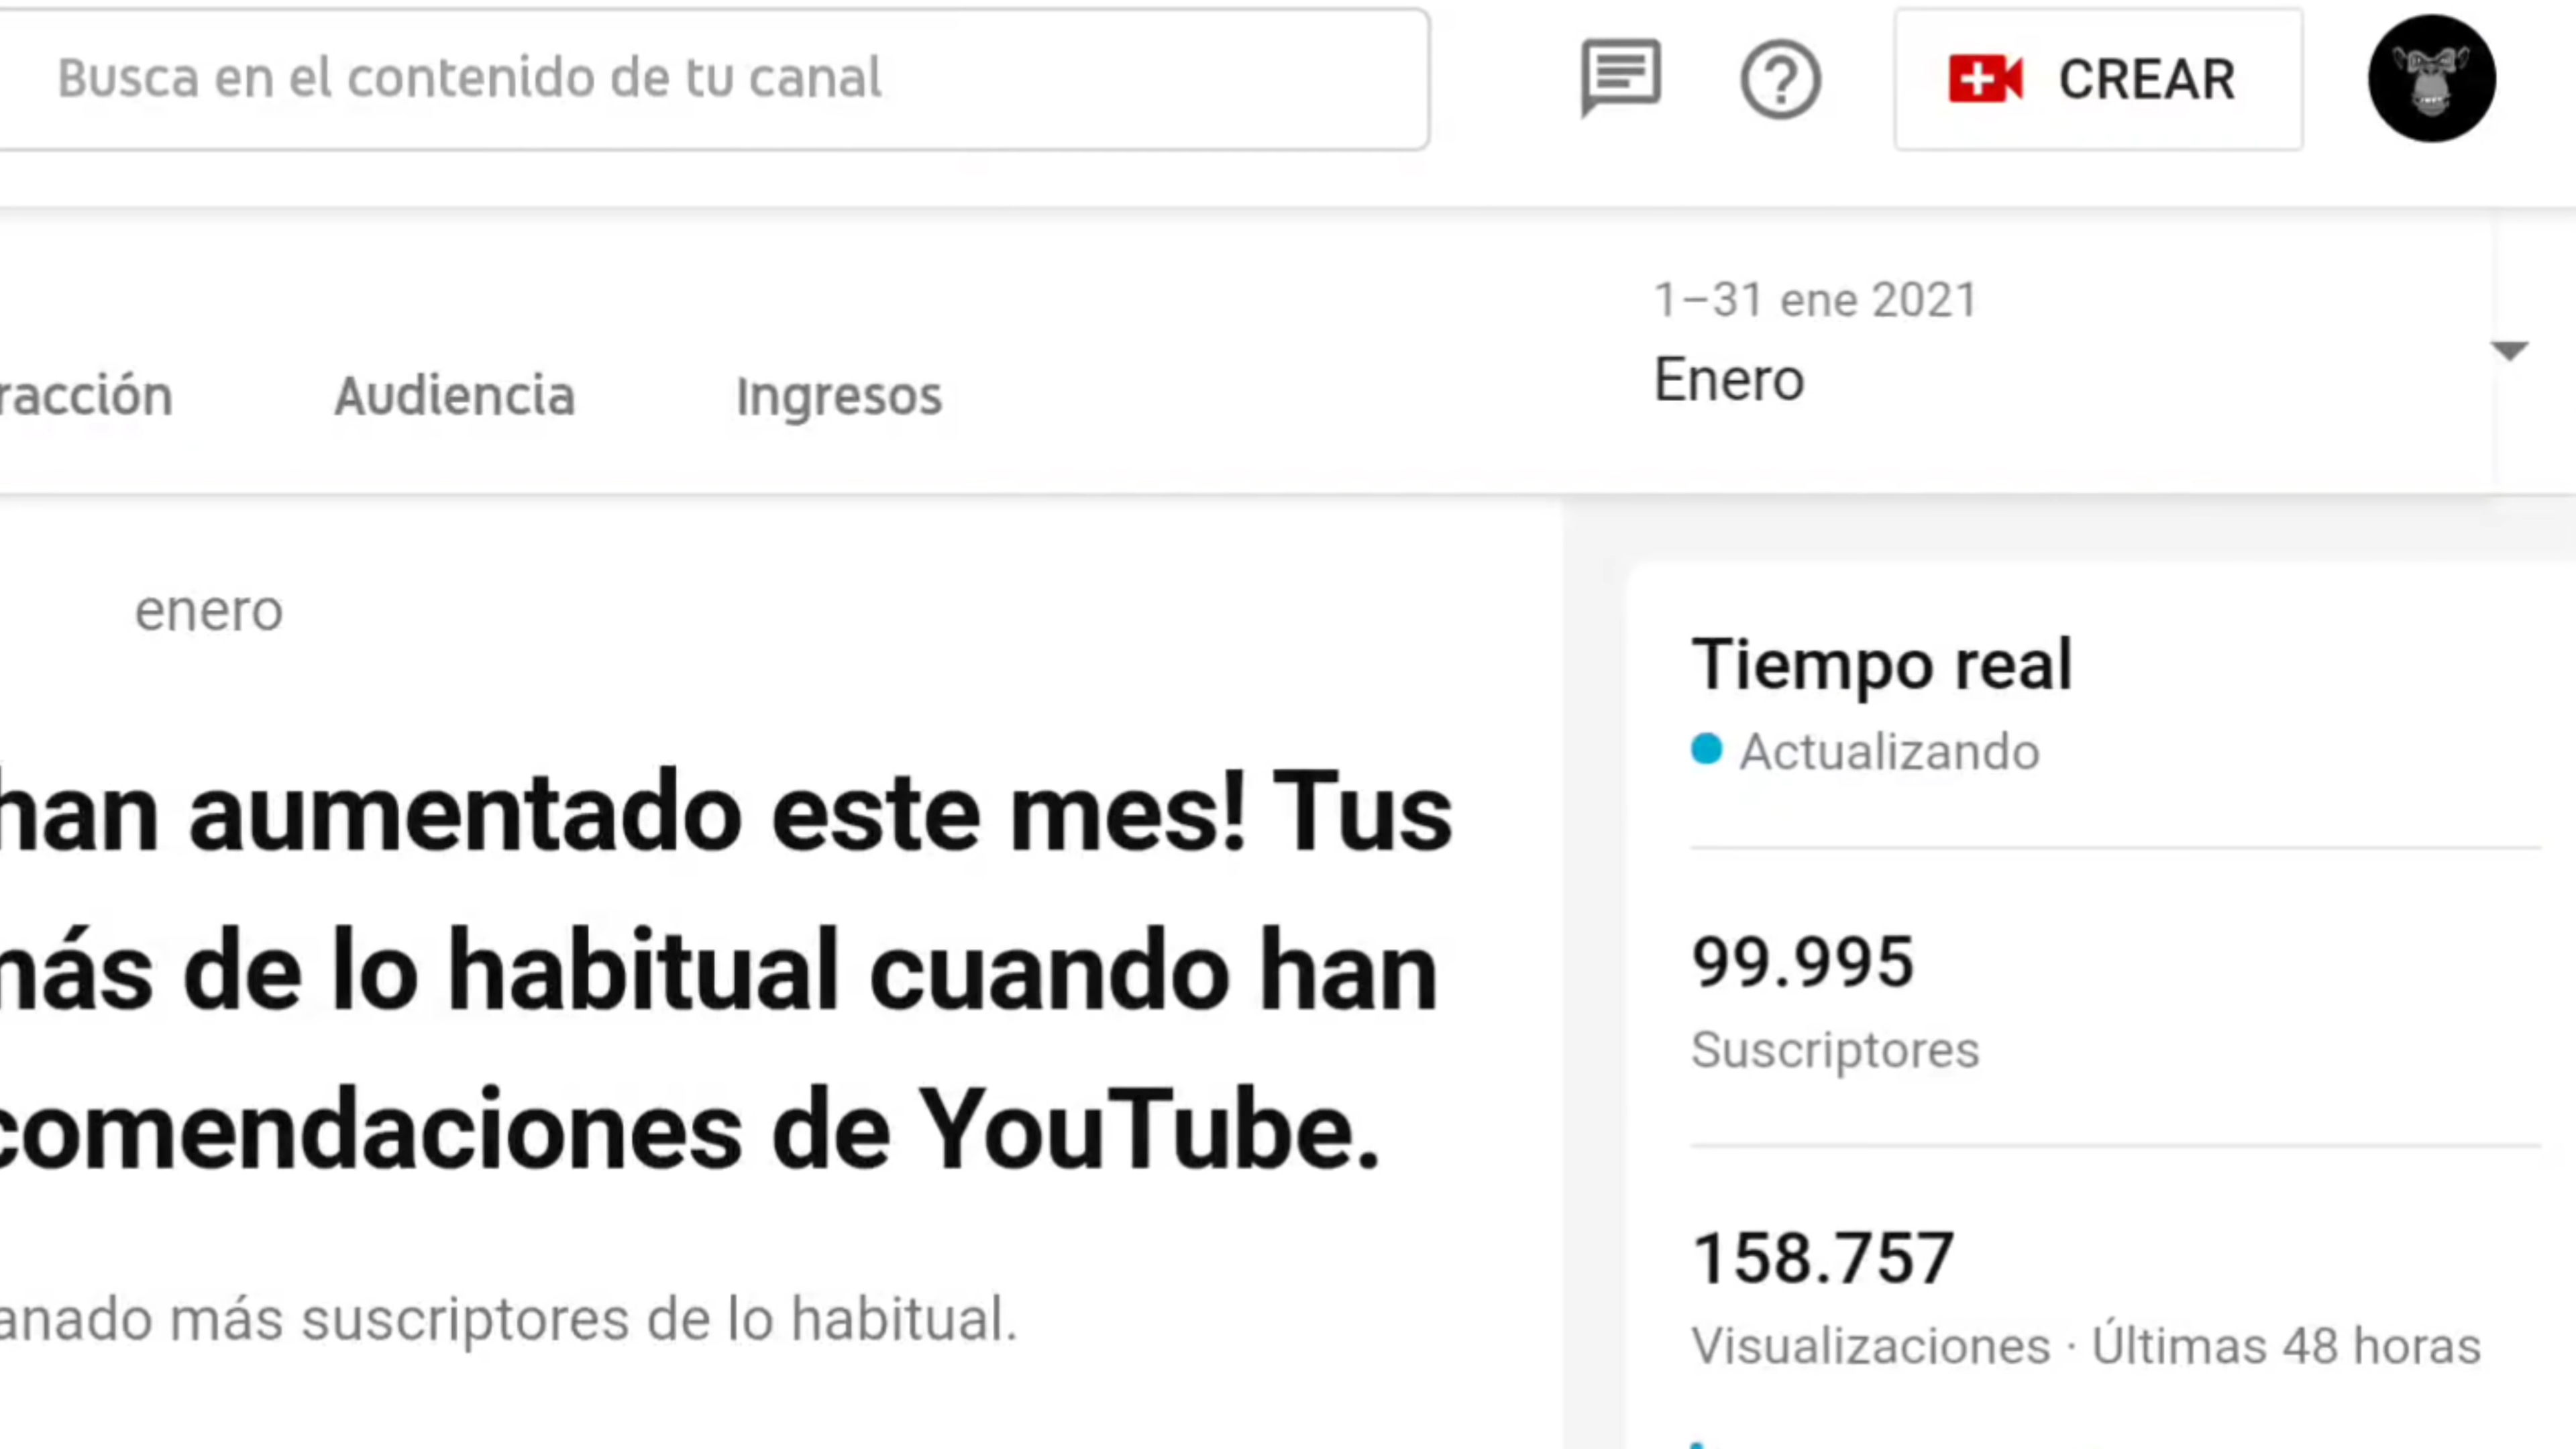 Busca en el contenido de tu canal
CREAR
1–31 ene 2021
Enero
racción
Audiencia
Ingresos
enero
han aumentado este mes! Tus
más de lo habitual cuando han
comendaciones de YouTube.
anado más suscriptores de lo habitual.
Tiempo real
Actualizando
99.995
Suscriptores
158.757
Visualizaciones · Últimas 48 horas